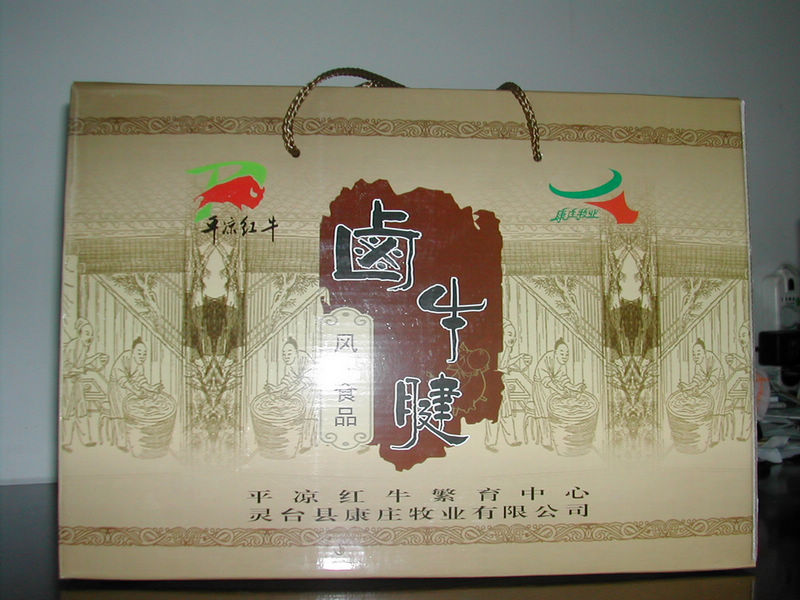 平凉红牛
康庄牧业
卤牛腱
风 食品
平凉红牛繁育中心
灵台县康庄牧业有限公司